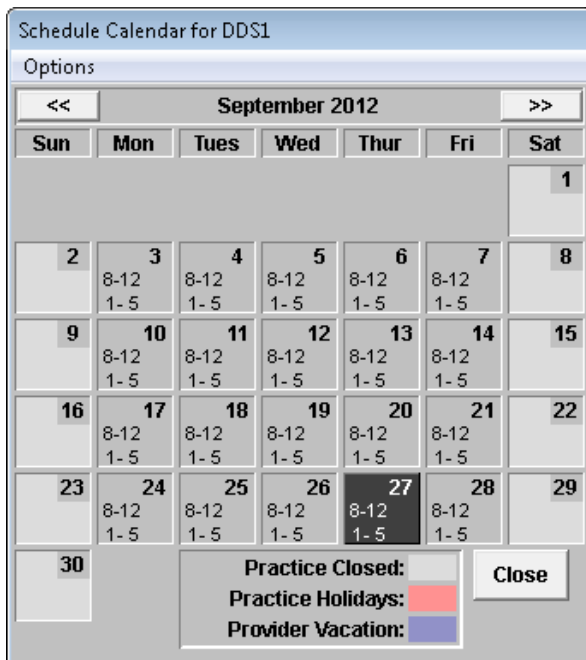 Schedule Calendar for DDS1
Options
<< September 2012 >>
Sun Mon Tues Wed Thur Fri Sat
1
2 3 4 5 6 7 8
8-12 8-12 8-12 8-12 8-12
1- 5 1- 5 1- 5 1- 5 1- 5
9 10 11 12 13 14 15
8-12 8-12 8-12 8-12 8-12
1- 5 1- 5 1- 5 1- 5 1- 5
16 17 18 19 20 21 22
8-12 8-12 8-12 8-12 8-12
1- 5 1- 5 1- 5 1- 5 1- 5
23 24 25 26 27 28 29
8-12 8-12 8-12 8-12 8-12
1- 5 1- 5 1- 5 1- 5 1- 5
30
Practice Closed:
Practice Holidays:
Provider Vacation:
Close